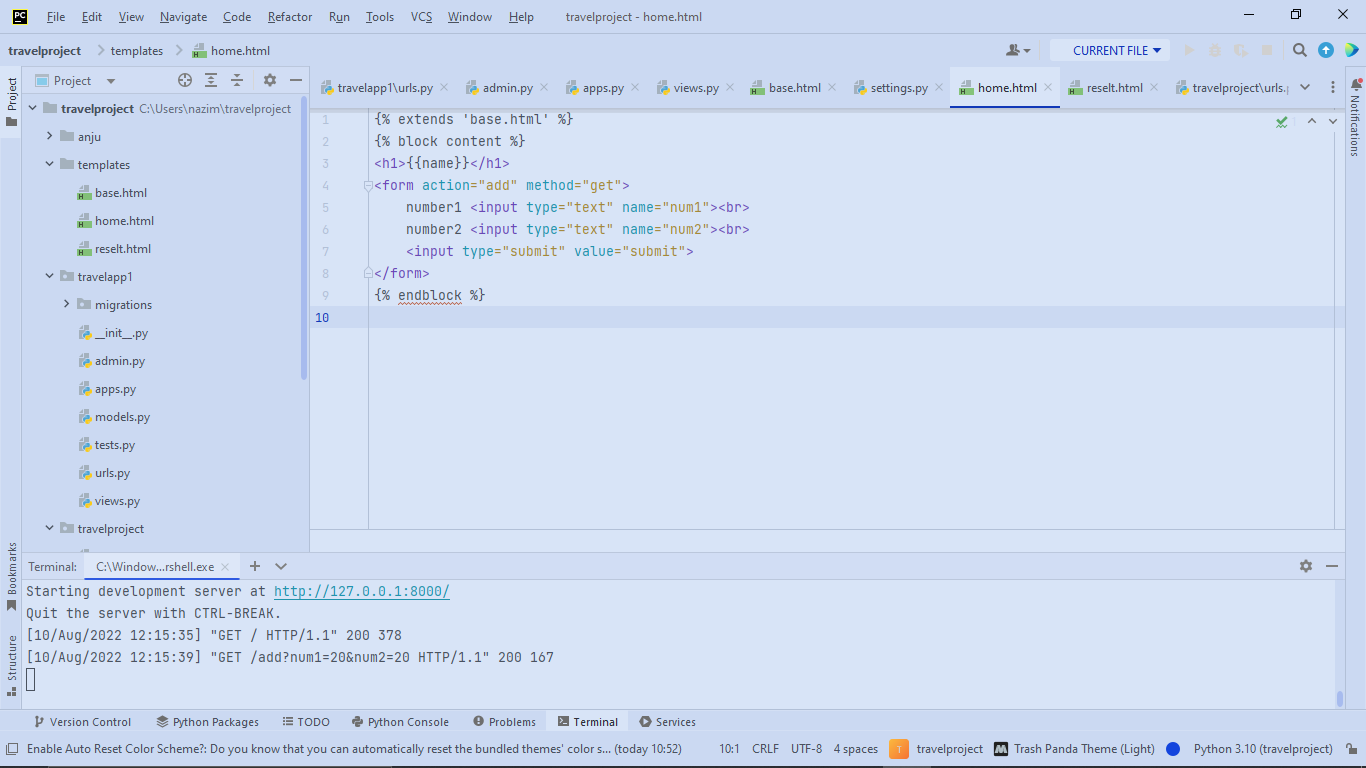 PC File Edit View Navigate Code Refactor Run Tools VCS Window Help travelproject - home.html
travelproject templates home.html CURRENT FILE
Project
Project
travelproject C:\Users\nazim\travelproject
anju
templates
base.html
home.html
reselt.html
travelapp1
migrations
__init__.py
admin.py
apps.py
models.py
tests.py
urls.py
views.py
travelproject
travelapp1\urls.py admin.py apps.py views.py base.html settings.py home.html reselt.html travelproject\urls.
1 {% extends 'base.html' %}
2 {% block content %}
3 <h1>{{name}}</h1>
4 <form action="add" method="get">
5 number1 <input type="text" name="num1"><br>
6 number2 <input type="text" name="num2"><br>
7 <input type="submit" value="submit">
8 </form>
9 {% endblock %}
10
Notifications
Bookmarks
Structure
Terminal: C:\Window...rshell.exe
Starting development server at http://127.0.0.1:8000/
Quit the server with CTRL-BREAK.
[10/Aug/2022 12:15:35] "GET / HTTP/1.1" 200 378
[10/Aug/2022 12:15:39] "GET /add?num1=20&num2=20 HTTP/1.1" 200 167
Version Control Python Packages TODO Python Console Problems Terminal Services
Enable Auto Reset Color Scheme?: Do you know that you can automatically reset the bundled themes' color s... (today 10:52) 10:1 CRLF UTF-8 4 spaces T travelproject M Trash Panda Theme (Light) Python 3.10 (travelproject)